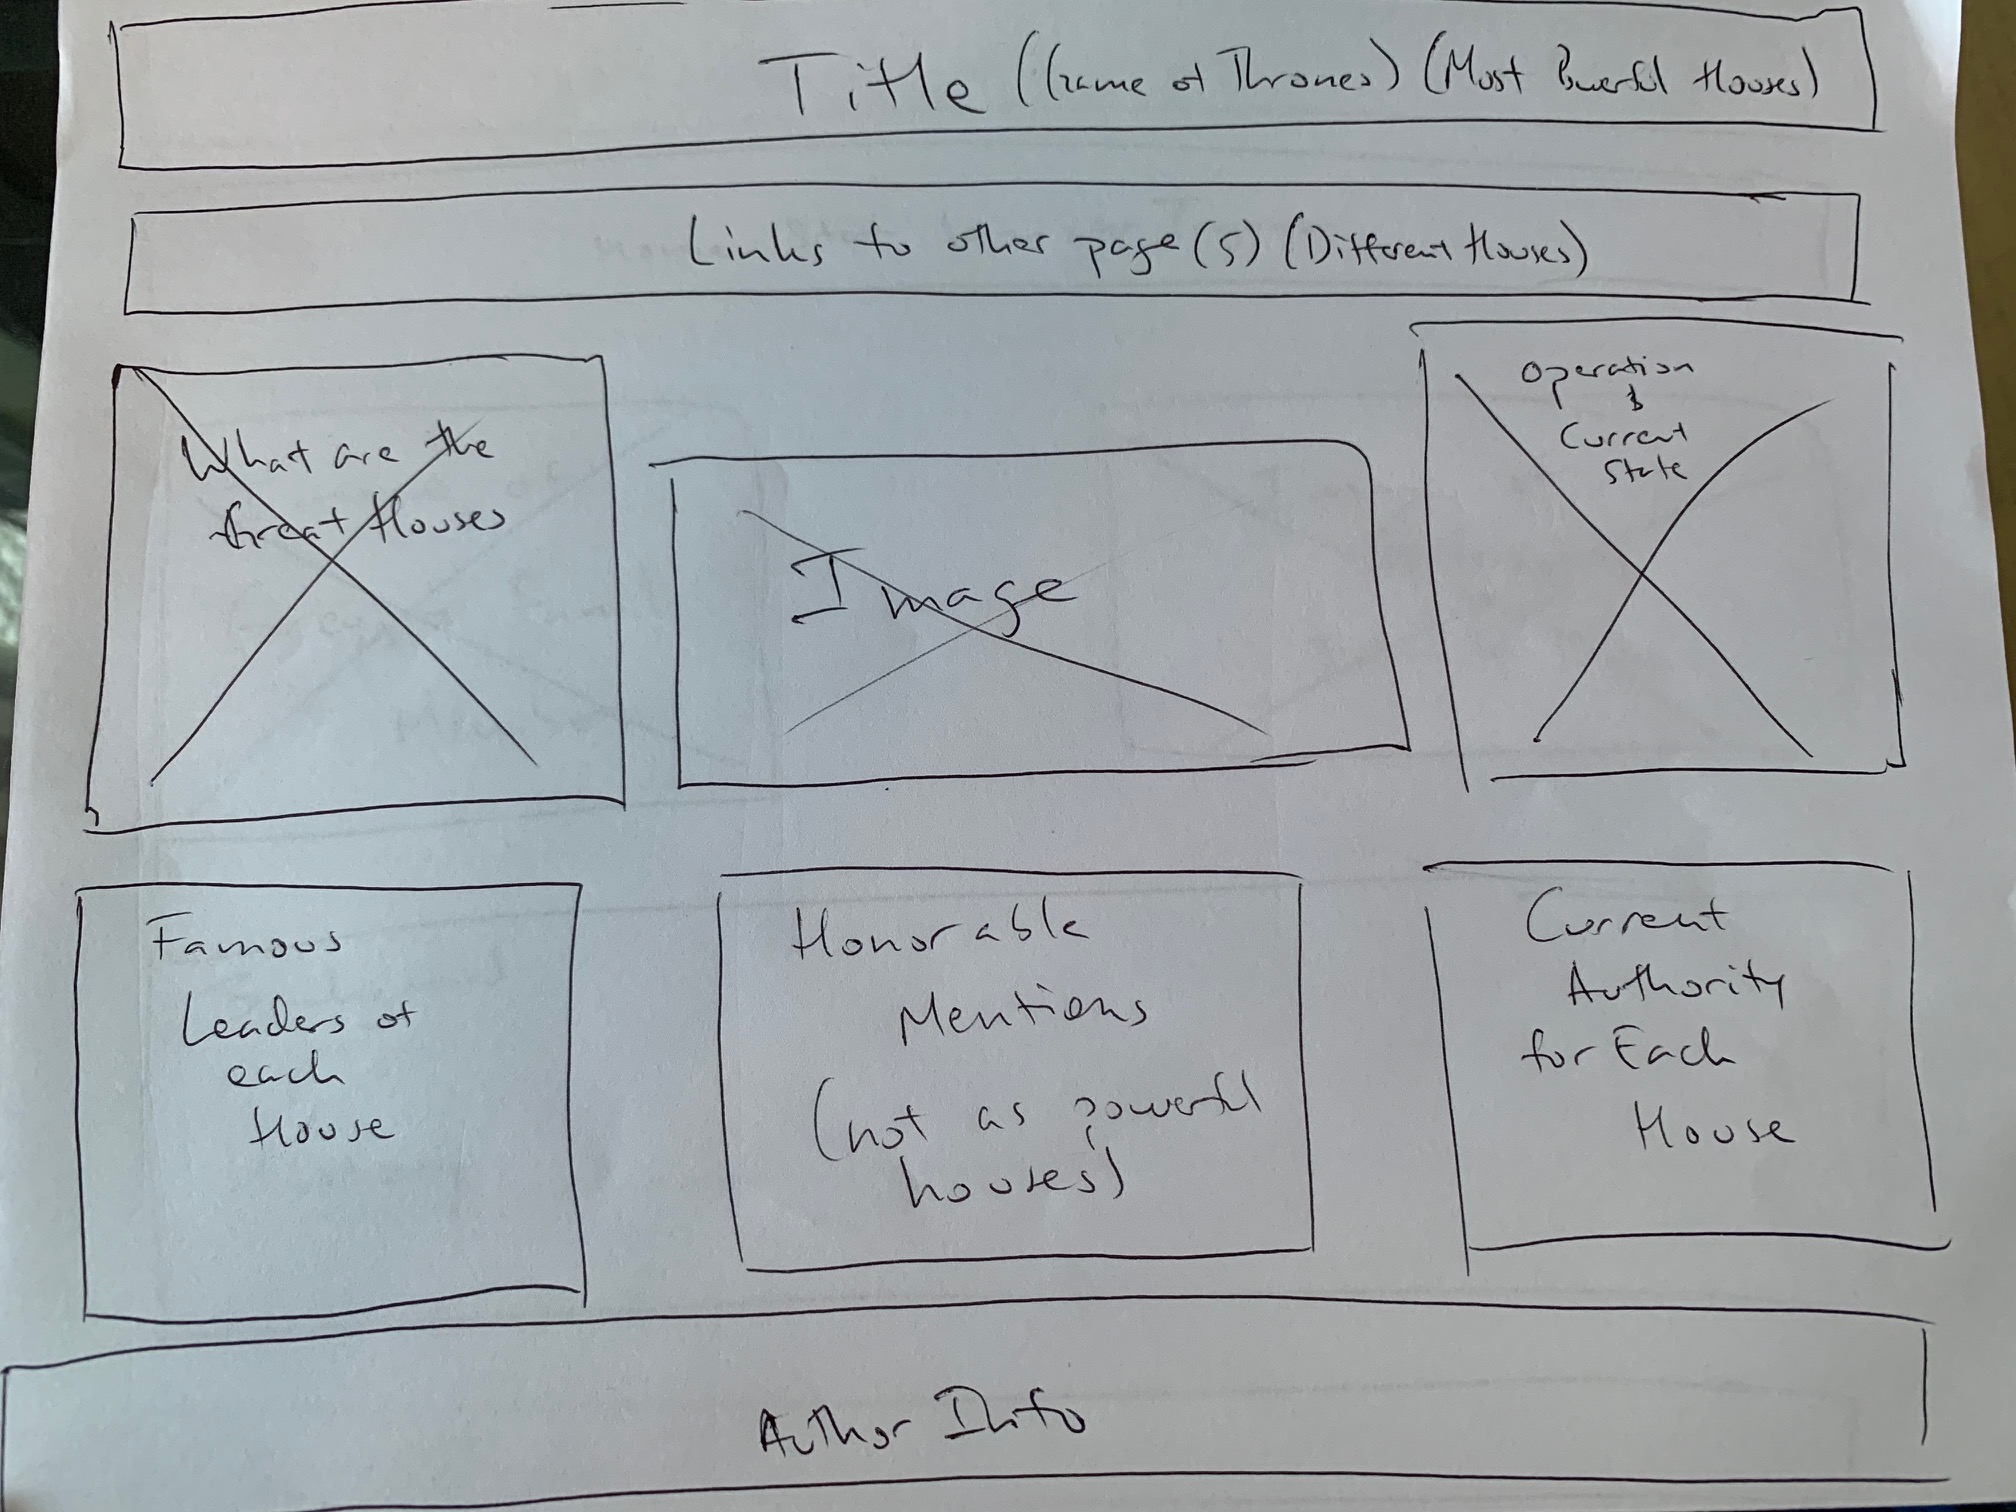 Title (Game of Thrones) (Most Powerful Houses)
Links to other page(s) (Different Houses)
What are the
Great Houses
Image
Operation
&
Current
State
Famous
Leaders of
each
House
Honorable
Mentions
(not as powerful
houses)
Current
Authority
for Each
House
Author Info